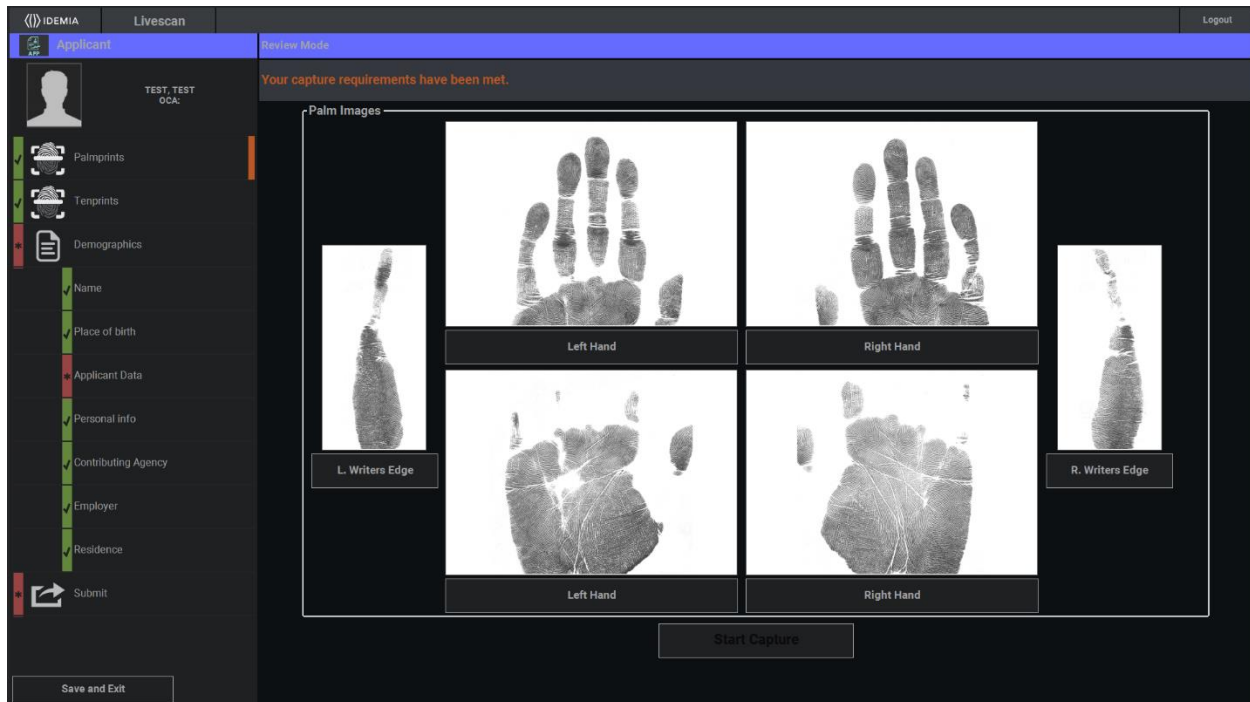 IDEMIA
Livescan
Logout
APP
Applicant
Review Mode
TEST, TEST
OCA:
Your capture requirements have been met.
Palmprints
Tenprints
Demographics
Name
Place of birth
Applicant Data
Personal info
Contributing Agency
Employer
Residence
Submit
Save and Exit
Palm Images
Left Hand
Right Hand
L. Writers Edge
R. Writers Edge
Left Hand
Right Hand
Start Capture